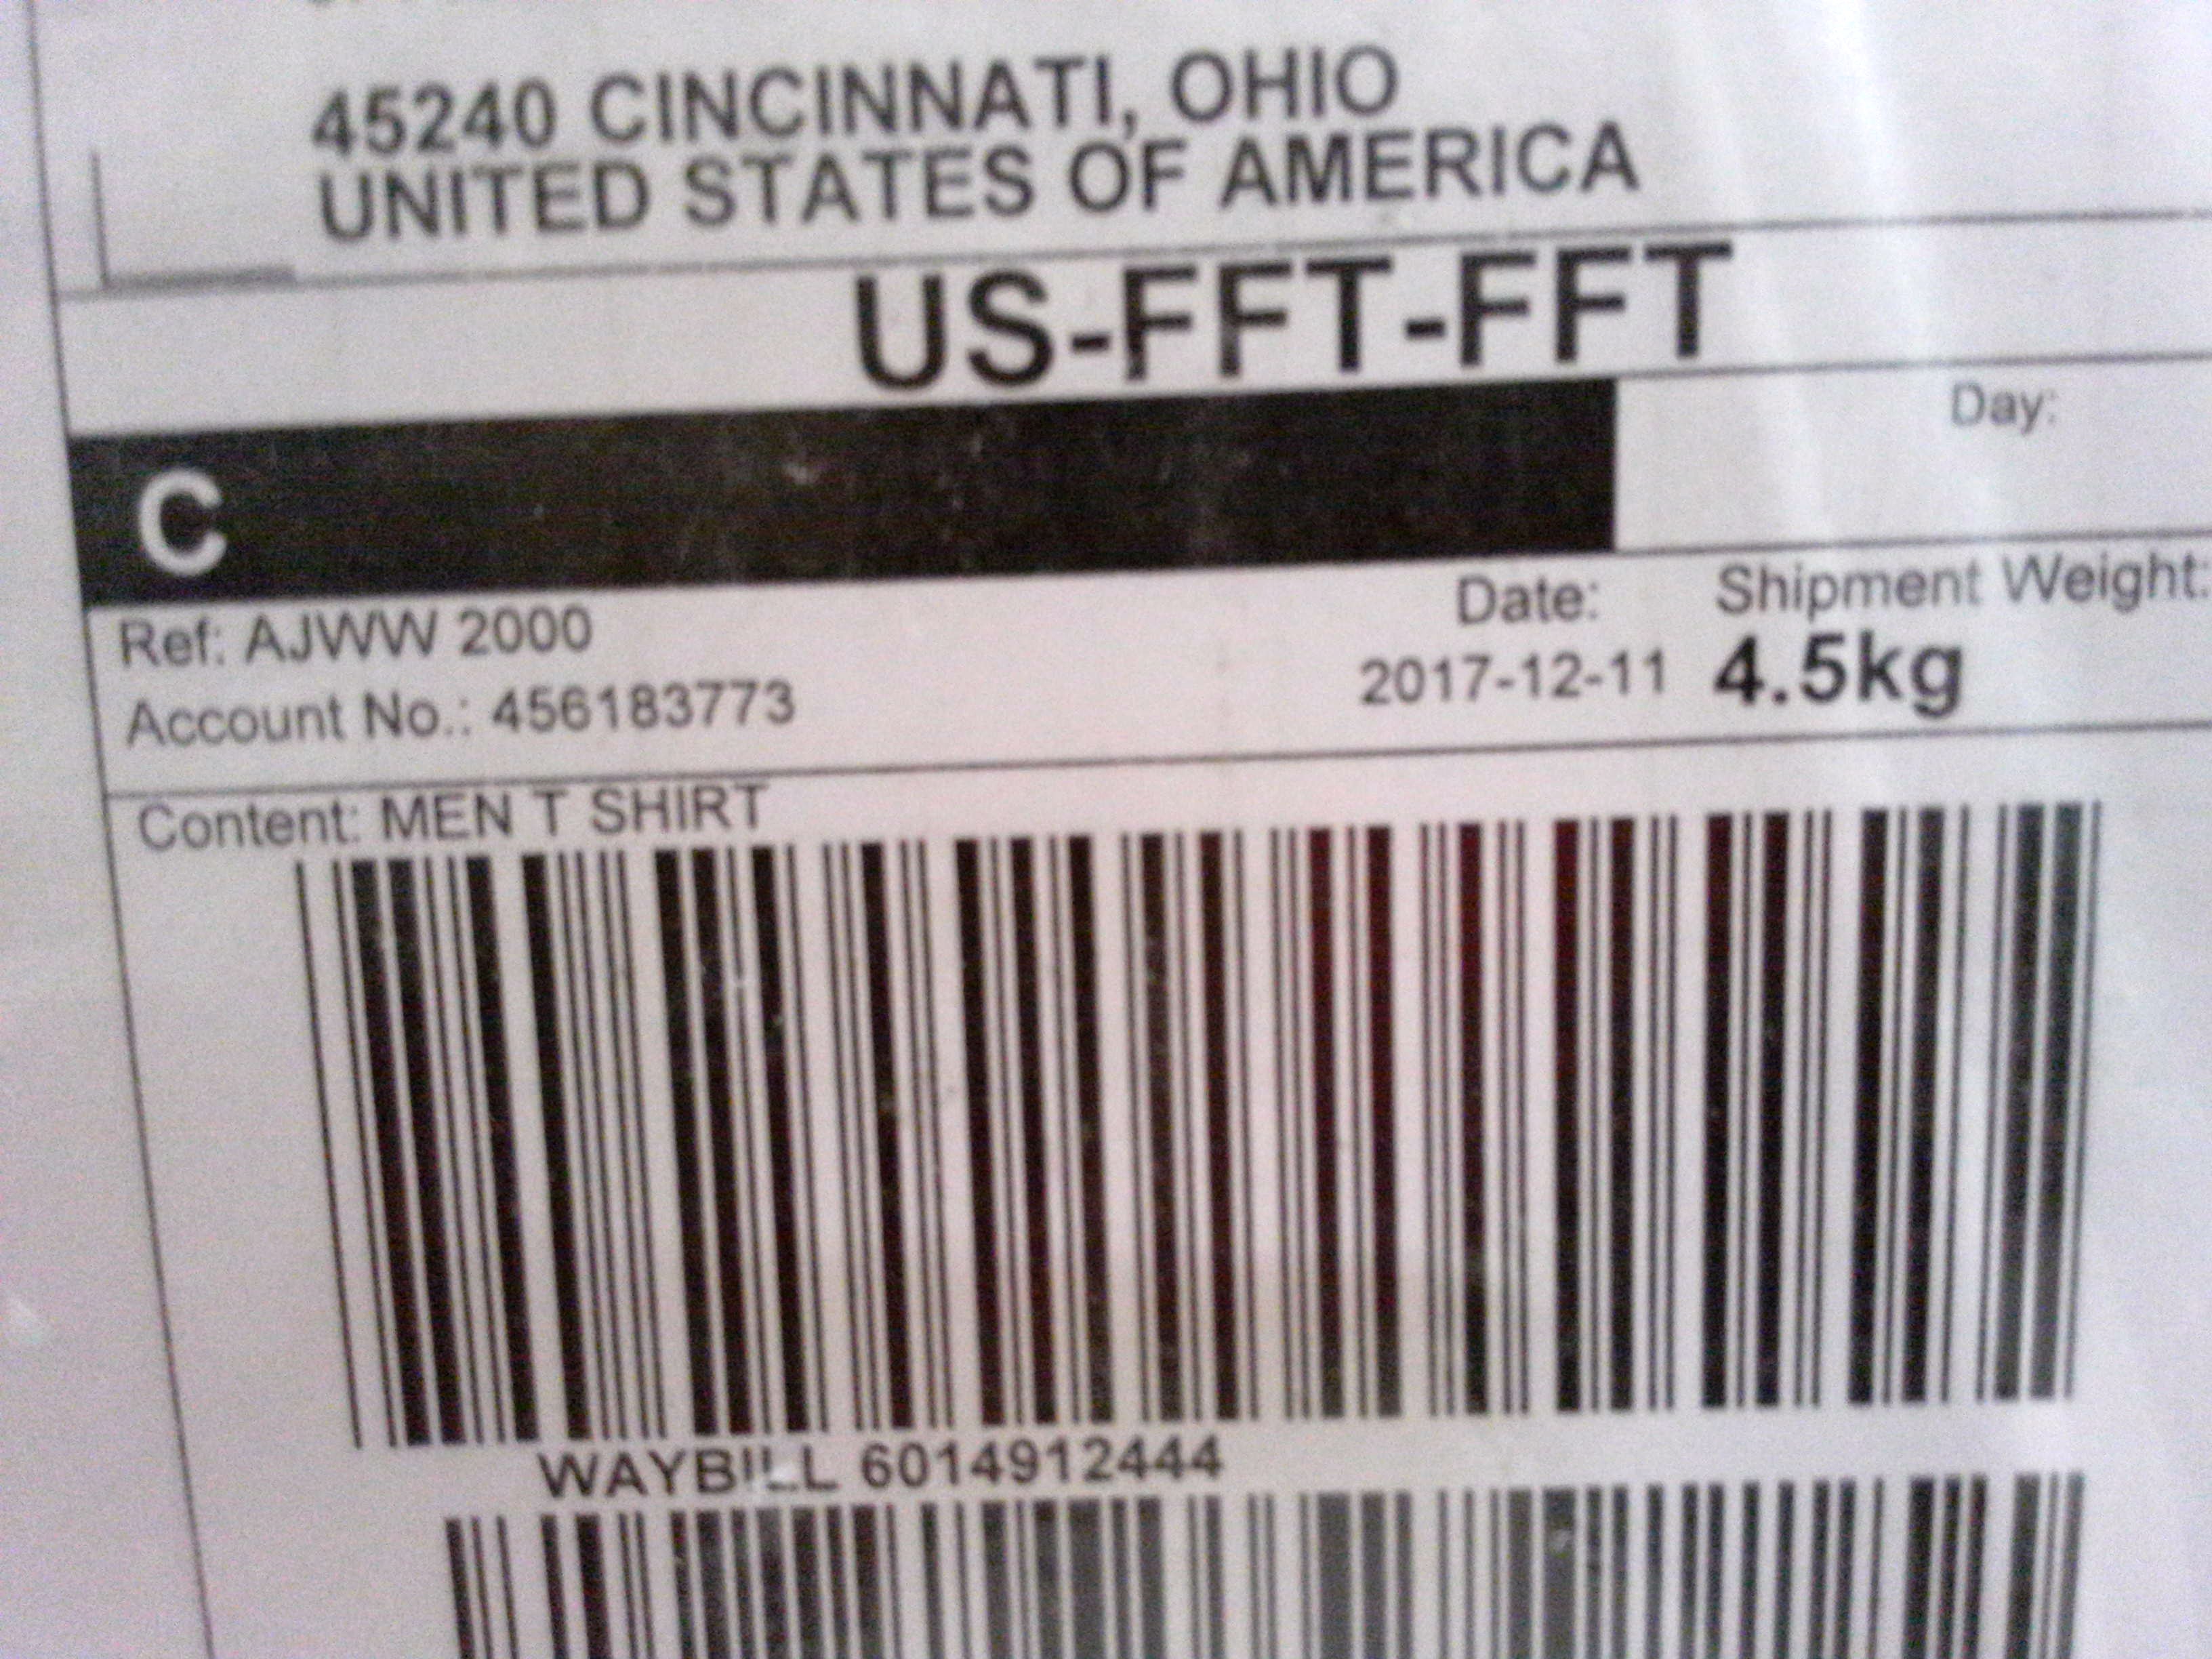 45240 CINCINNATI, OHIO
UNITED STATES OF AMERICA
US-FFT-FFT
C
Day:
Ref: AJWW 2000
Date:
Shipment Weight:
Account No.: 456183773
2017-12-11
4.5kg
Content: MEN T SHIRT
WAYBILL 6014912444